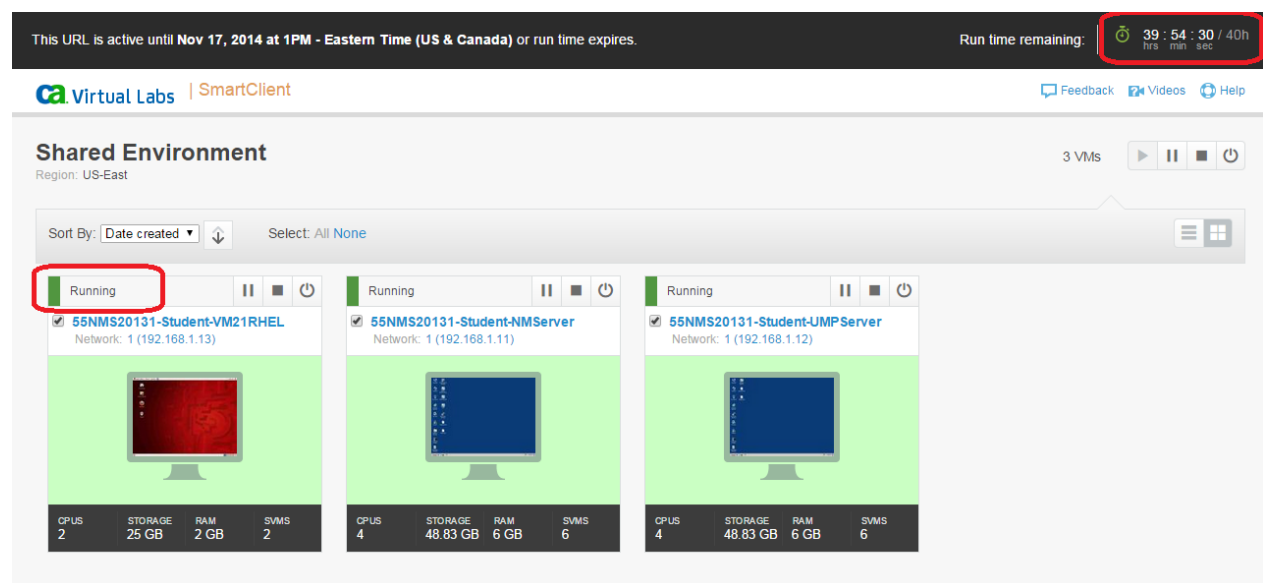 This URL is active until Nov 17, 2014 at 1PM - Eastern Time (US & Canada) or run time expires.
Run time remaining: 39 : 54 : 30 / 40h
hrs min sec
ca. Virtual Labs | SmartClient
Feedback Videos Help
Shared Environment
Region: US-East
3 VMs
Sort By: Date created Select: All None
Running
55NMS20131-Student-VM21RHEL
Network: 1 (192.168.1.13)
CPUS STORAGE RAM SVMS
2 25 GB 2 GB 2
Running
55NMS20131-Student-NMServer
Network: 1 (192.168.1.11)
CPUS STORAGE RAM SVMS
4 48.83 GB 6 GB 6
Running
55NMS20131-Student-UMPServer
Network: 1 (192.168.1.12)
CPUS STORAGE RAM SVMS
4 48.83 GB 6 GB 6